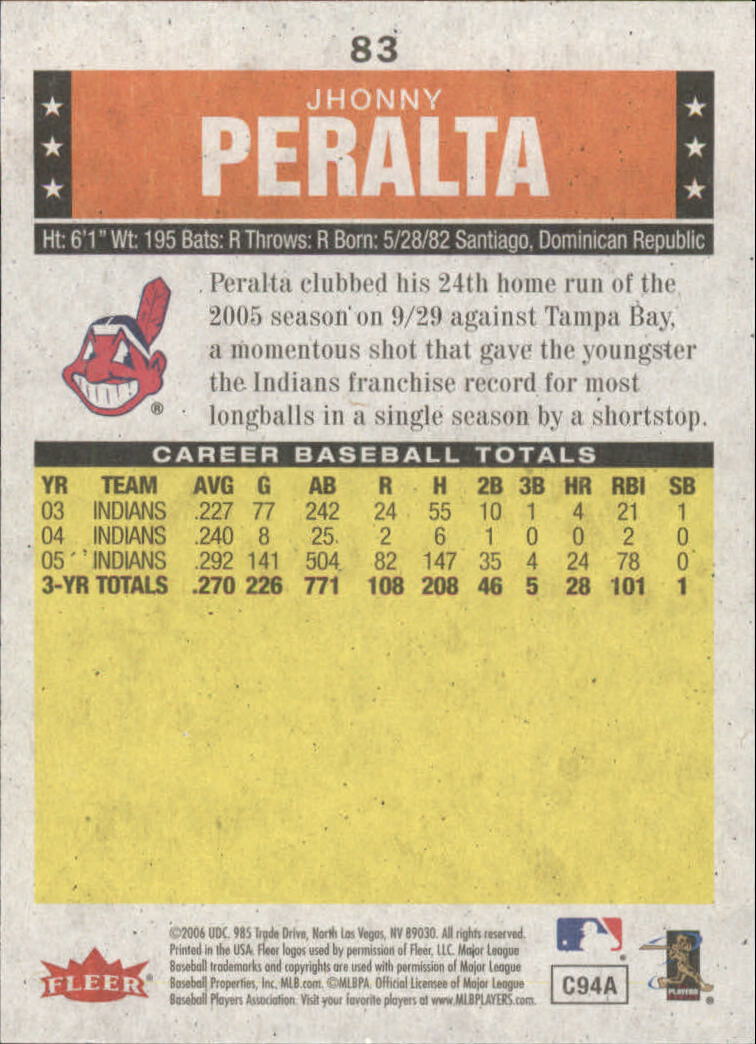 83
JHONNY
PERALTA
Ht: 6'1" Wt: 195 Bats: R Throws: R Born: 5/28/82 Santiago, Dominican Republic
Peralta clubbed his 24th home run of the
2005 season on 9/29 against Tampa Bay,
a momentous shot that gave the youngster
the Indians franchise record for most
longballs in a single season by a shortstop.
®
CAREER BASEBALL TOTALS
YR TEAM AVG G AB R H 2B 3B HR RBI SB
03 INDIANS .227 77 242 24 55 10 1 4 21 1
04 INDIANS .240 8 25 2 6 1 0 0 2 0
05 INDIANS .292 141 504 82 147 35 4 24 78 0
3-YR TOTALS .270 226 771 108 208 46 5 28 101 1
©2006 UDC. 985 Trade Drive, North Las Vegas, NV 89030. All rights reserved.
Printed in the USA. Fleer logos used by permission of Fleer, LLC. Major League
Baseball trademarks and copyrights are used with permission of Major League
Baseball Properties, Inc. MLB.com. ©MLBPA. Official Licensee of Major League
Baseball Players Association. Visit your favorite players at www.MLBPLAYERS.com.
FLEER®
®
C94A
PLAYERS
®